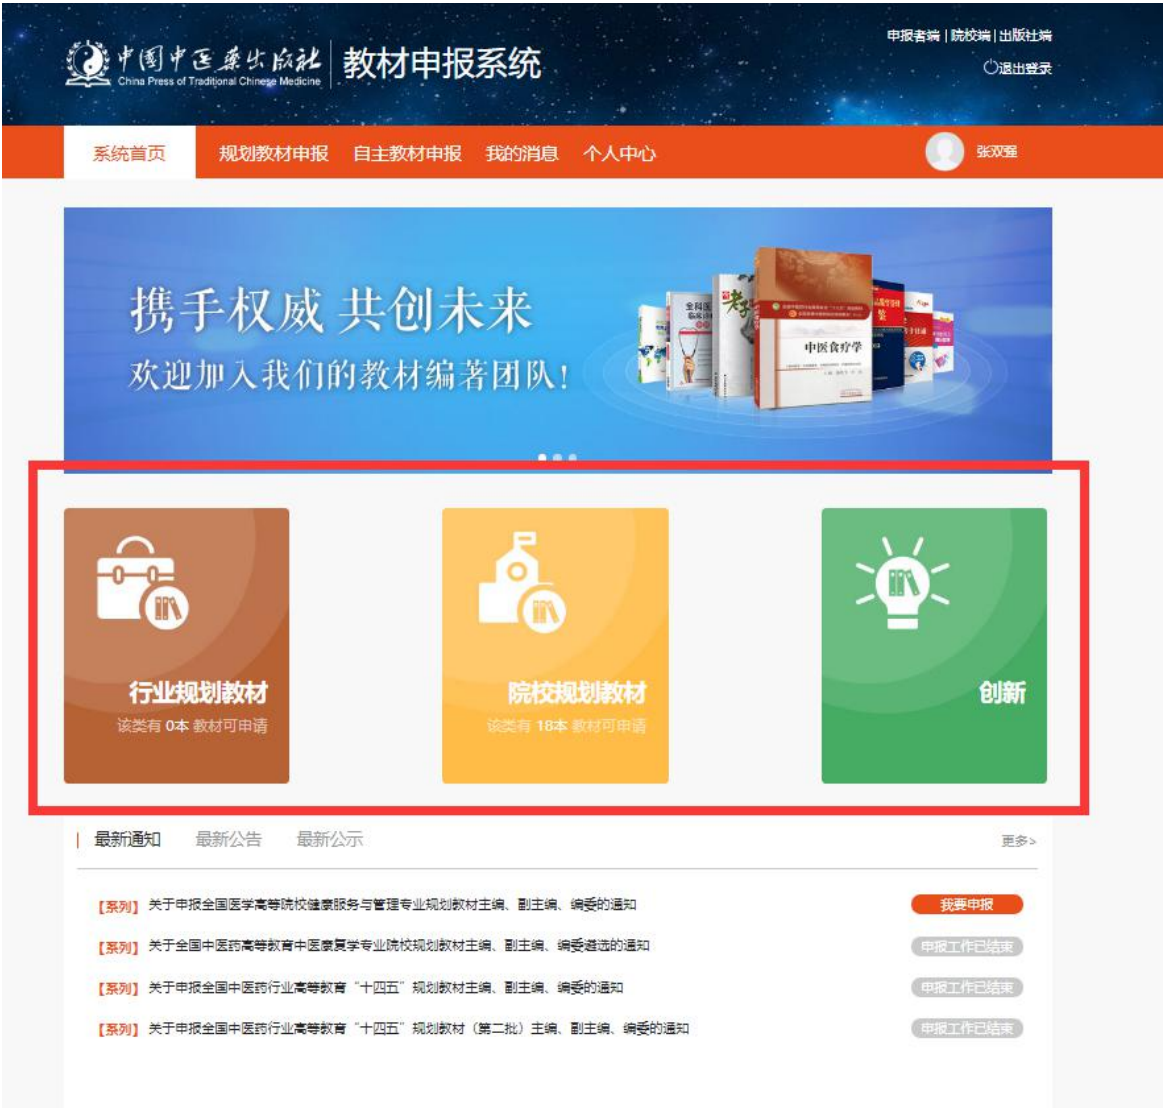 申报者端 | 院校端 | 出版社端
中国中医药出版社
China Press of Traditional Chinese Medicine
教材申报系统
退出登录
系统首页 规划教材申报 自主教材申报 我的消息 个人中心 张双强
携手权威 共创未来
欢迎加入我们的教材编著团队!
中医食疗学
行业规划教材
该类有 0本 教材可申请
院校规划教材
该类有 18本 教材可申请
创新
最新通知 最新公告 最新公示 更多>
【系列】 关于申报全国医学高等院校健康服务与管理专业规划教材主编、副主编、编委的通知 我要申报
【系列】 关于全国中医药高等教育中医康复学专业院校规划教材主编、副主编、编委遴选的通知 申报工作已结束
【系列】 关于申报全国中医药行业高等教育“十四五”规划教材主编、副主编、编委的通知 申报工作已结束
【系列】 关于申报全国中医药行业高等教育“十四五”规划教材（第二批）主编、副主编、编委的通知 申报工作已结束